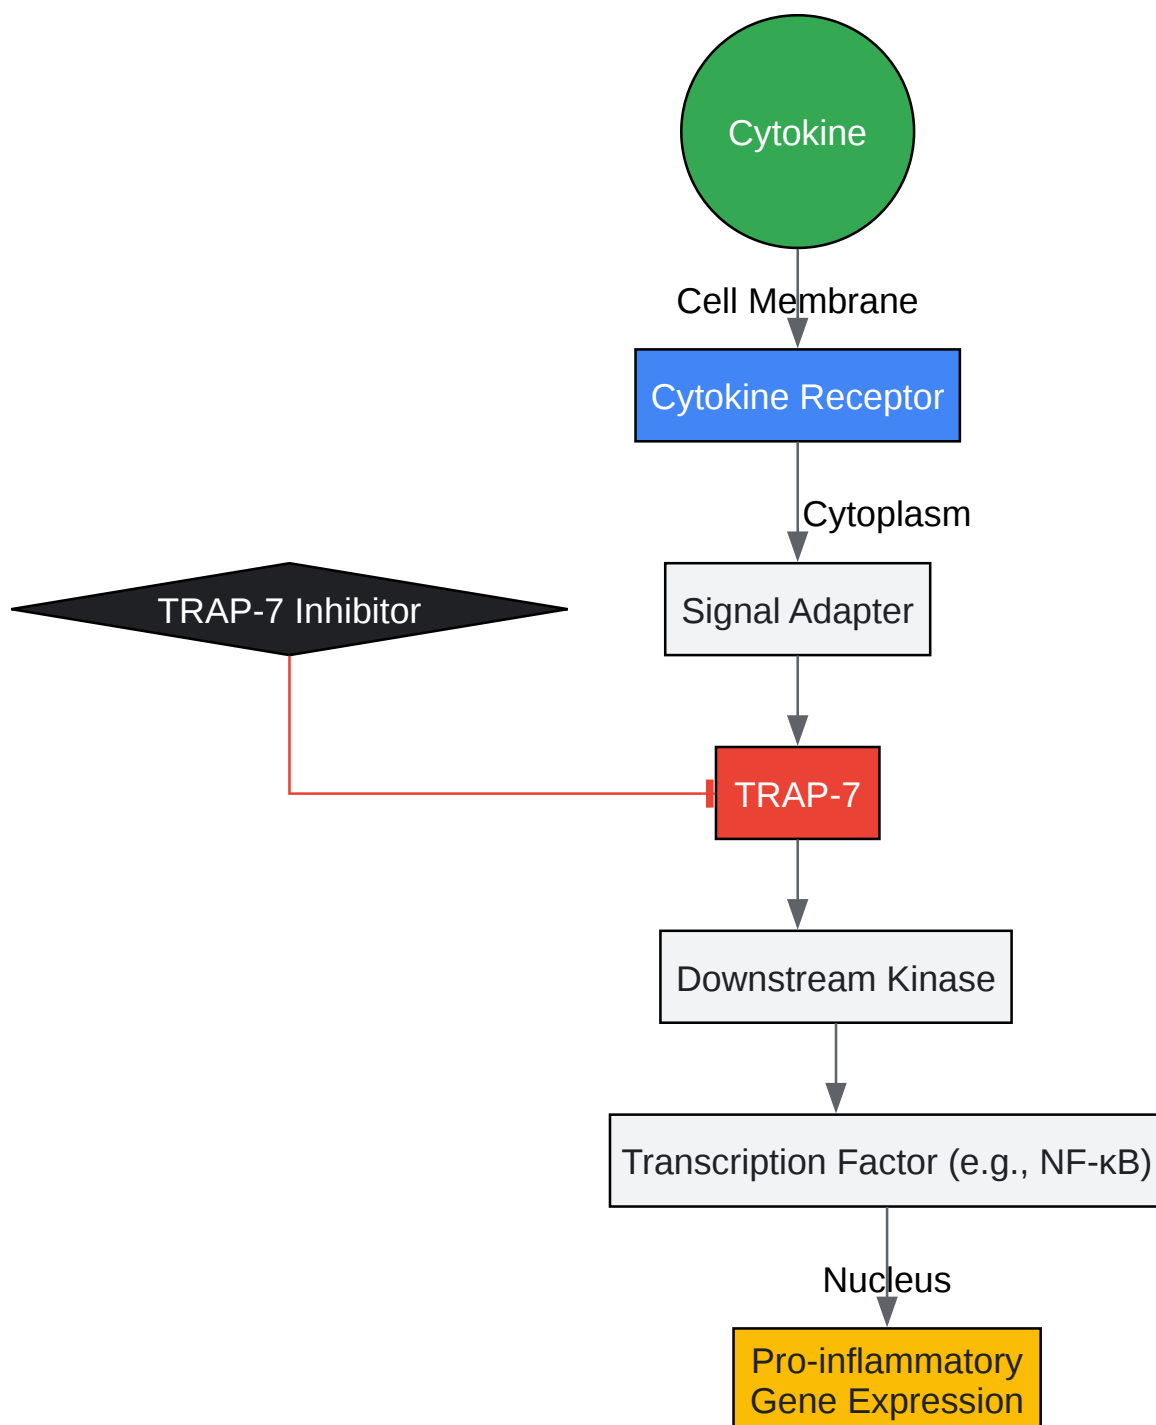 Cytokine
Cell Membrane
Cytokine Receptor
Cytoplasm
TRAP-7 Inhibitor
Signal Adapter
TRAP-7
Downstream Kinase
Transcription Factor (e.g., NF-κB)
Nucleus
Pro-inflammatory
Gene Expression